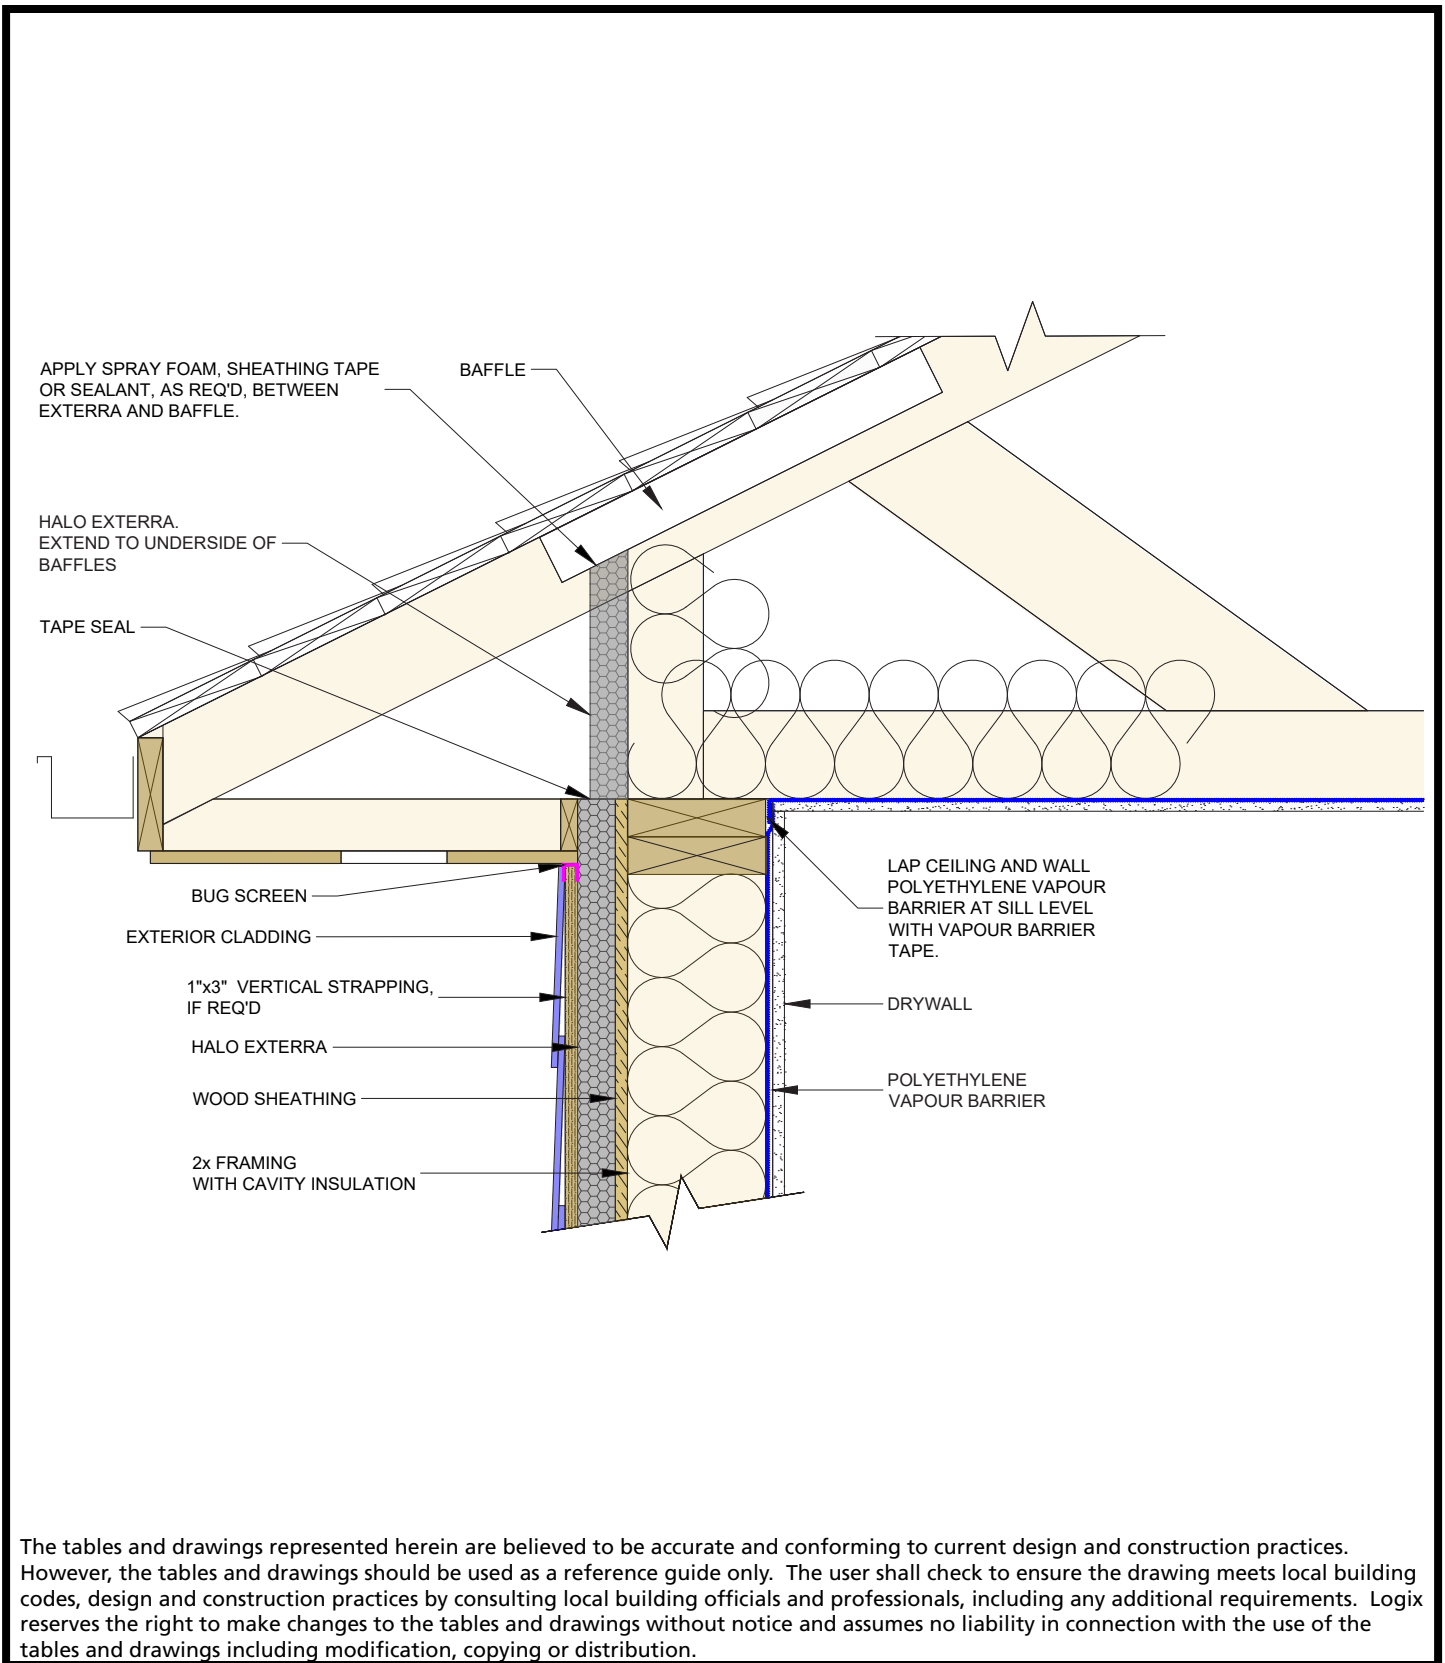 APPLY SPRAY FOAM, SHEATHING TAPE
OR SEALANT, AS REQ'D, BETWEEN
EXTERRA AND BAFFLE.
BAFFLE
HALO EXTERRA.
EXTEND TO UNDERSIDE OF
BAFFLES
TAPE SEAL
BUG SCREEN
EXTERIOR CLADDING
1"x3" VERTICAL STRAPPING,
IF REQ'D
HALO EXTERRA
WOOD SHEATHING
2x FRAMING
WITH CAVITY INSULATION
LAP CEILING AND WALL
POLYETHYLENE VAPOUR
BARRIER AT SILL LEVEL
WITH VAPOUR BARRIER
TAPE.
DRYWALL
POLYETHYLENE
VAPOUR BARRIER
The tables and drawings represented herein are believed to be accurate and conforming to current design and construction practices.
However, the tables and drawings should be used as a reference guide only. The user shall check to ensure the drawing meets local building
codes, design and construction practices by consulting local building officials and professionals, including any additional requirements. Logix
reserves the right to make changes to the tables and drawings without notice and assumes no liability in connection with the use of the
tables and drawings including modification, copying or distribution.